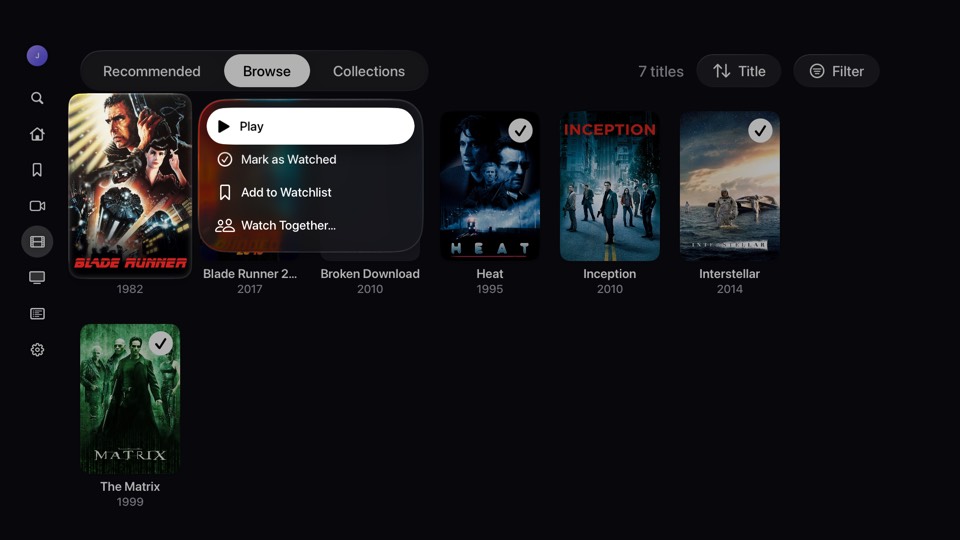 J
Recommended
Browse
Collections
7 titles
Title
Filter
Play
Mark as Watched
Add to Watchlist
Watch Together...
BLADE RUNNER
1982
Blade Runner 2...
2017
Broken Download
2010
HEAT
Heat
1995
INCEPTION
Inception
2010
INTERSTELLAR
Interstellar
2014
MATRIX
The Matrix
1999